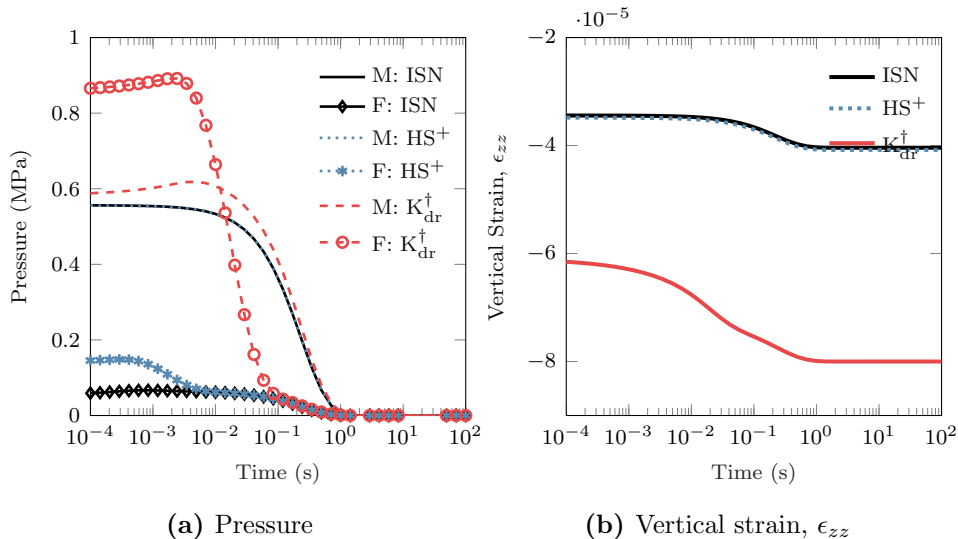 ·10⁻⁵
1
0.8
0.6
0.4
0.2
0
Pressure (MPa)
M: ISN
F: ISN
M: HS⁺
F: HS⁺
M: K†dr
F: K†dr
10⁻⁴ 10⁻³ 10⁻² 10⁻¹ 10⁰ 10¹ 10²
Time (s)
(a) Pressure
−2
−4
−6
−8
Vertical Strain, ϵzz
ISN
HS⁺
K†dr
10⁻⁴ 10⁻³ 10⁻² 10⁻¹ 10⁰ 10¹ 10²
Time (s)
(b) Vertical strain, ϵzz